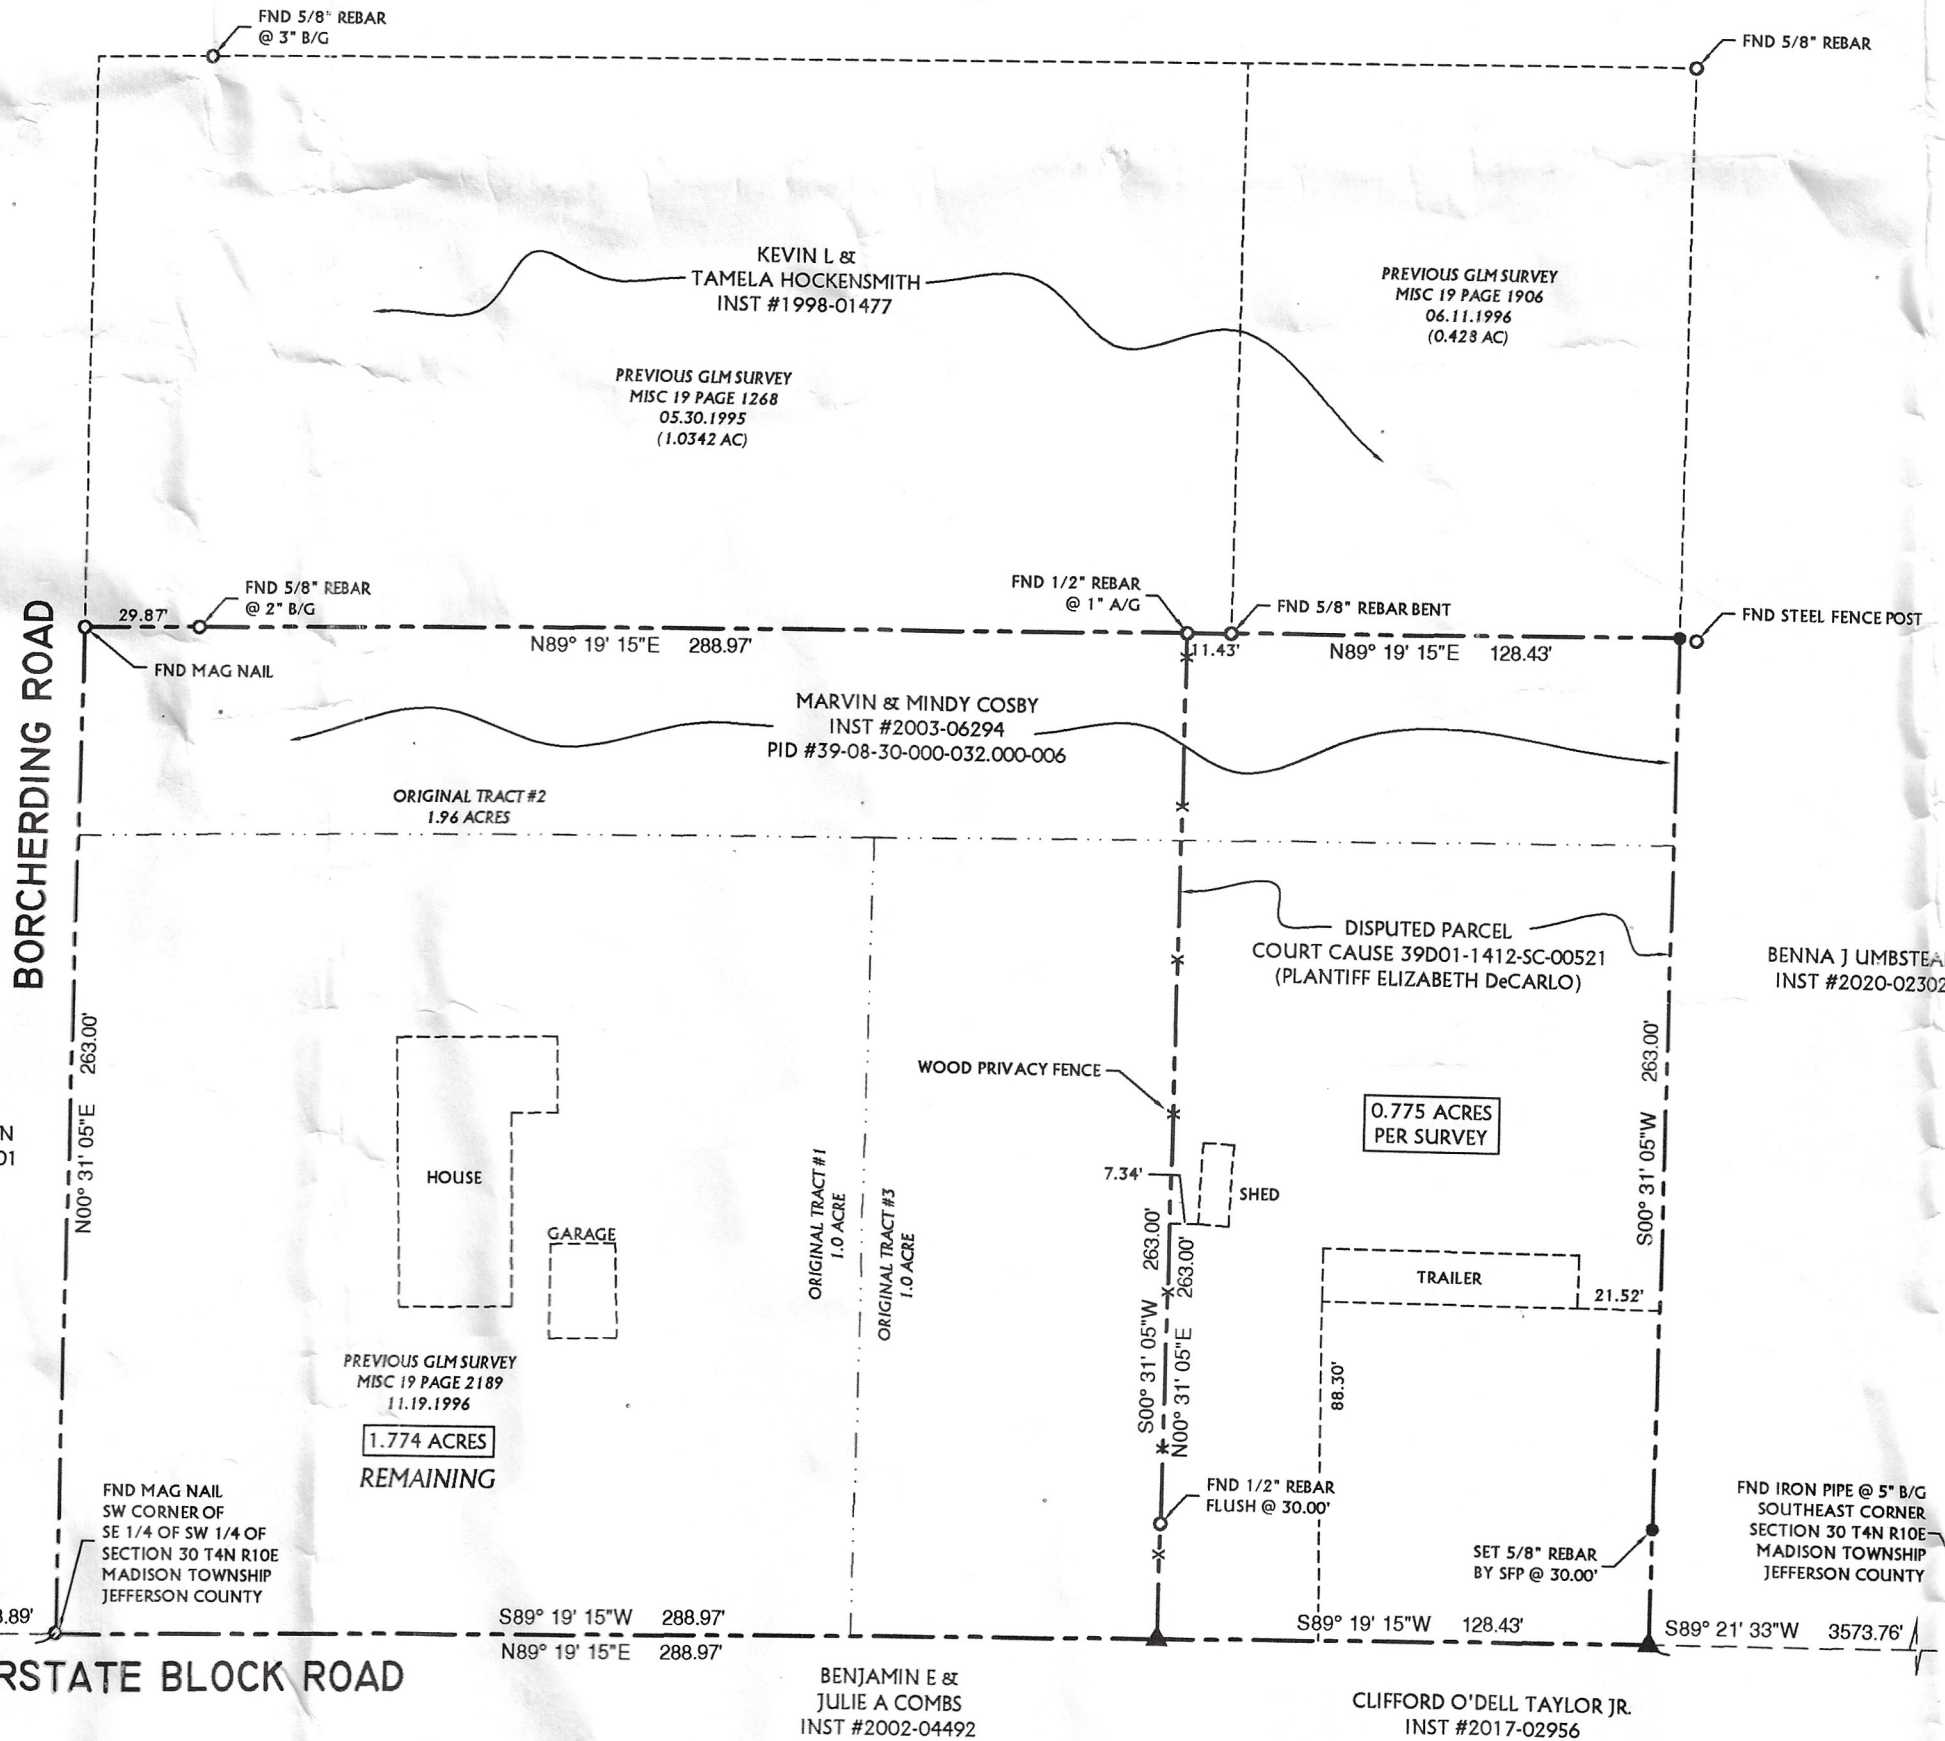 FND 5/8" REBAR
@ 3" B/G
FND 5/8" REBAR
KEVIN L &
TAMELA HOCKENSMITH
INST #1998-01477
PREVIOUS GLM SURVEY
MISC 19 PAGE 1906
06.11.1996
(0.428 AC)
PREVIOUS GLM SURVEY
MISC 19 PAGE 1268
05.30.1995
(1.0342 AC)
FND 5/8" REBAR
@ 2" B/G
29.87'
FND MAG NAIL
N89° 19' 15"E 288.97'
FND 1/2" REBAR
@ 1" A/G
FND 5/8" REBAR BENT
11.43'
N89° 19' 15"E 128.43'
FND STEEL FENCE POST
BORCHERDING ROAD
MARVIN & MINDY COSBY
INST #2003-06294
PID #39-08-30-000-032.000-006
ORIGINAL TRACT #2
1.96 ACRES
DISPUTED PARCEL
COURT CAUSE 39D01-1412-SC-00521
(PLANTIFF ELIZABETH DeCARLO)
BENNA J UMBSTEA
INST #2020-02302
N00° 31' 05"E 263.00'
N
01
HOUSE
GARAGE
WOOD PRIVACY FENCE
0.775 ACRES
PER SURVEY
7.34'
SHED
ORIGINAL TRACT #1
1.0 ACRE
ORIGINAL TRACT #3
1.0 ACRE
S00° 31' 05"W 263.00'
N00° 31' 05"E 263.00'
S00° 31' 05"W 263.00'
TRAILER
21.52'
88.30'
PREVIOUS GLM SURVEY
MISC 19 PAGE 2189
11.19.1996
1.774 ACRES
REMAINING
FND MAG NAIL
SW CORNER OF
SE 1/4 OF SW 1/4 OF
SECTION 30 T4N R10E
MADISON TOWNSHIP
JEFFERSON COUNTY
FND 1/2" REBAR
FLUSH @ 30.00'
SET 5/8" REBAR
BY SFP @ 30.00'
FND IRON PIPE @ 5" B/G
SOUTHEAST CORNER
SECTION 30 T4N R10E
MADISON TOWNSHIP
JEFFERSON COUNTY
.89'
S89° 19' 15"W 288.97'
N89° 19' 15"E 288.97'
S89° 19' 15"W 128.43'
S89° 21' 33"W 3573.76'
RSTATE BLOCK ROAD
BENJAMIN E &
JULIE A COMBS
INST #2002-04492
CLIFFORD O'DELL TAYLOR JR.
INST #2017-02956